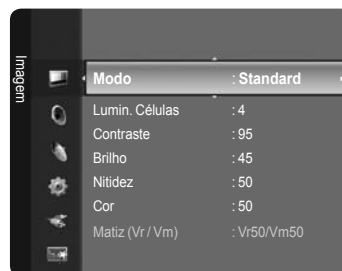 Imagem
Modo : Standard
Lumin. Células : 4
Contraste : 95
Brilho : 45
Nitidez : 50
Cor : 50
Matiz (Vr / Vm) : Vr50/Vm50